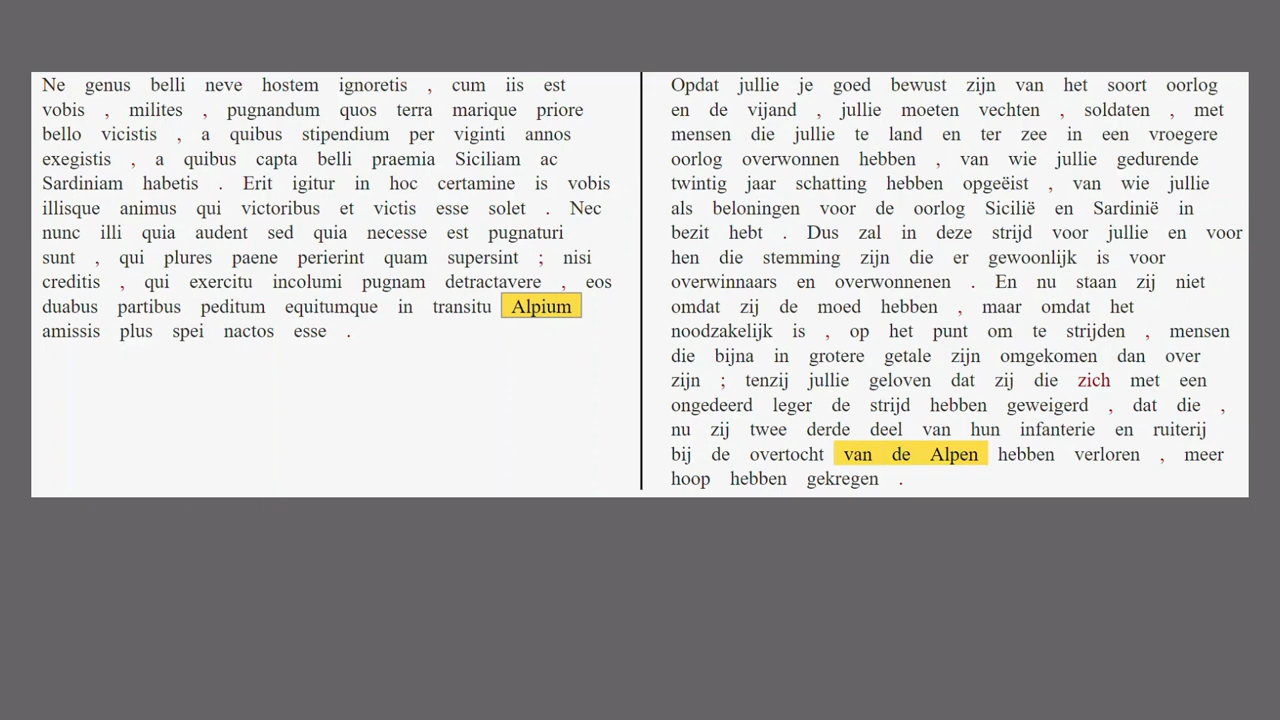 Ne genus belli neve hostem ignoretis , cum iis est
vobis , milites , pugnandum quos terra marique priore
bello vicistis , a quibus stipendium per viginti annos
exegistis , a quibus capta belli praemia Siciliam ac
Sardiniam habetis . Erit igitur in hoc certamine is vobis
illisque animus qui victoribus et victis esse solet . Nec
nunc illi quia audent sed quia necesse est pugnaturi
sunt , qui plures paene perierint quam supersint ; nisi
creditis , qui exercitu incolumi pugnam detractavere , eos
duabus partibus peditum equitumque in transitu Alpium
amissis plus spei nactos esse .
Opdat jullie je goed bewust zijn van het soort oorlog
en de vijand , jullie moeten vechten , soldaten , met
mensen die jullie te land en ter zee in een vroegere
oorlog overwonnen hebben , van wie jullie gedurende
twintig jaar schatting hebben opgeëist , van wie jullie
als beloningen voor de oorlog Sicilië en Sardinië in
bezit hebt . Dus zal in deze strijd voor jullie en voor
hen die stemming zijn die er gewoonlijk is voor
overwinnaars en overwonnenen . En nu staan zij niet
omdat zij de moed hebben , maar omdat het
noodzakelijk is , op het punt om te strijden , mensen
die bijna in grotere getale zijn omgekomen dan over
zijn ; tenzij jullie geloven dat zij die zich met een
ongedeerd leger de strijd hebben geweigerd , dat die ,
nu zij twee derde deel van hun infanterie en ruiterij
bij de overtocht van de Alpen hebben verloren , meer
hoop hebben gekregen .